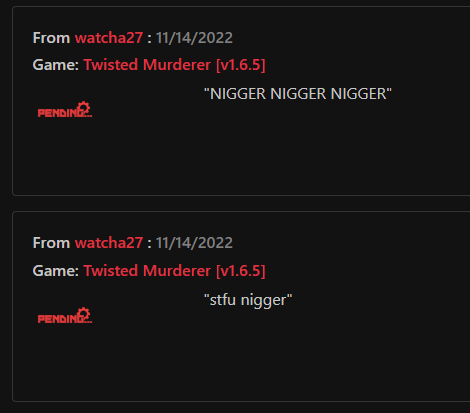 From watcha27 : 11/14/2022
Game: Twisted Murderer [v1.6.5]
"NIGGER NIGGER NIGGER"
PENDING
From watcha27 : 11/14/2022
Game: Twisted Murderer [v1.6.5]
"stfu nigger"
PENDING